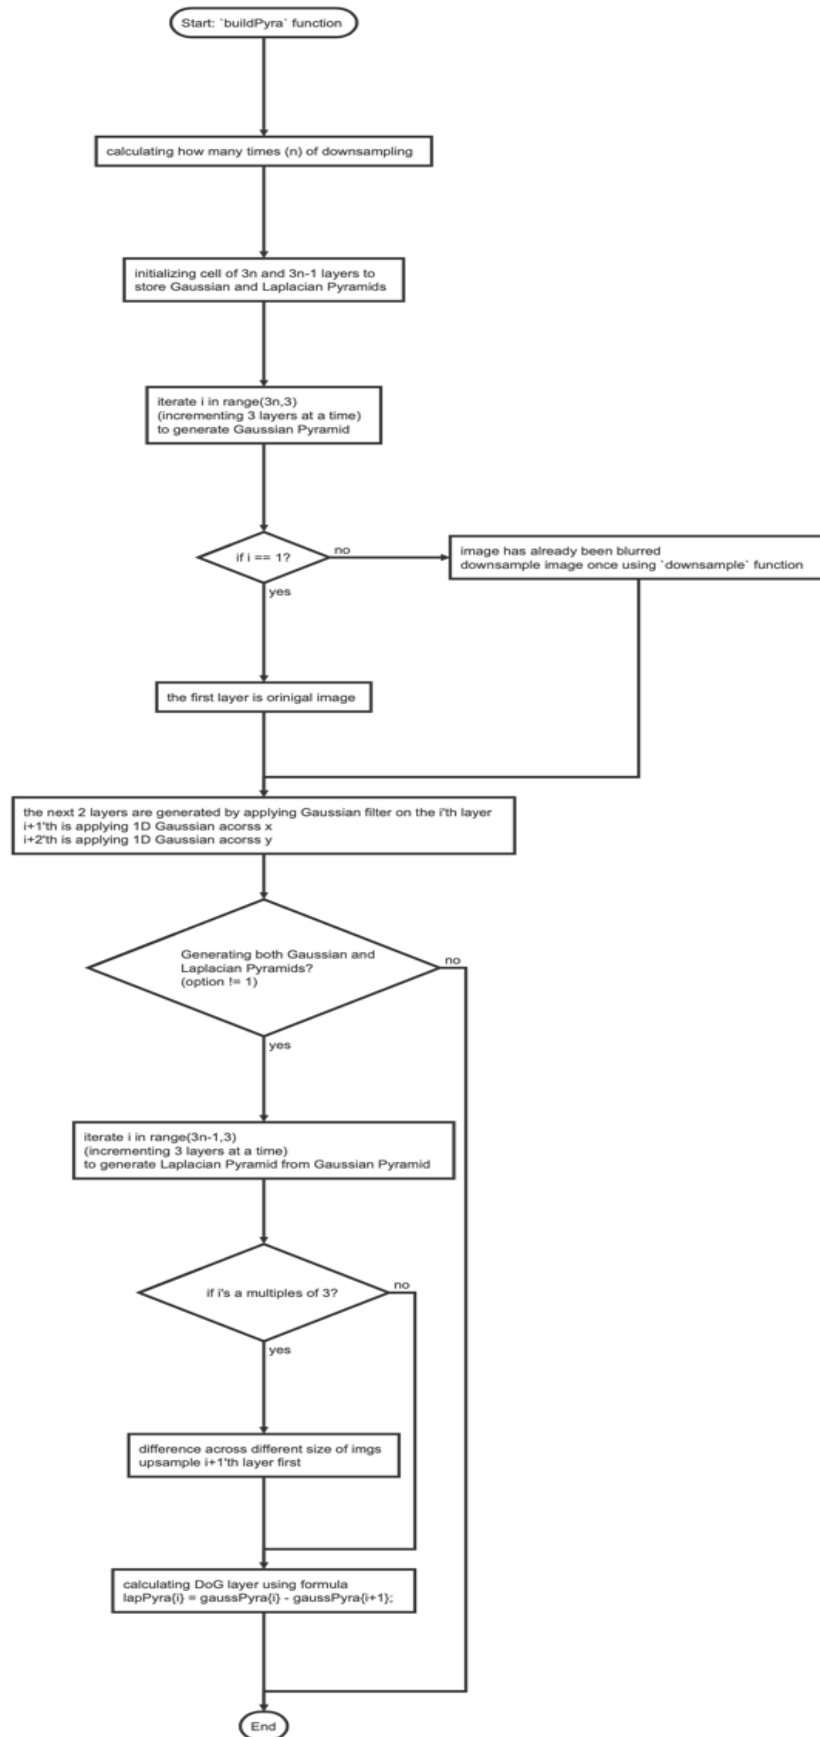 Start: `buildPyra` function
calculating how many times (n) of downsampling
initializing cell of 3n and 3n-1 layers to
store Gaussian and Laplacian Pyramids
iterate i in range(3n,3)
(incrementing 3 layers at a time)
to generate Gaussian Pyramid
if i == 1?
no
image has already been blurred
downsample image once using `downsample` function
yes
the first layer is orinigal image
the next 2 layers are generated by applying Gaussian filter on the i'th layer
i+1'th is applying 1D Gaussian acorss x
i+2'th is applying 1D Gaussian acorss y
Generating both Gaussian and
Laplacian Pyramids?
(option != 1)
no
yes
iterate i in range(3n-1,3)
(incrementing 3 layers at a time)
to generate Laplacian Pyramid from Gaussian Pyramid
if i's a multiples of 3?
no
yes
difference across different size of imgs
upsample i+1'th layer first
calculating DoG layer using formula
lapPyra{i} = gaussPyra{i} - gaussPyra{i+1};
End